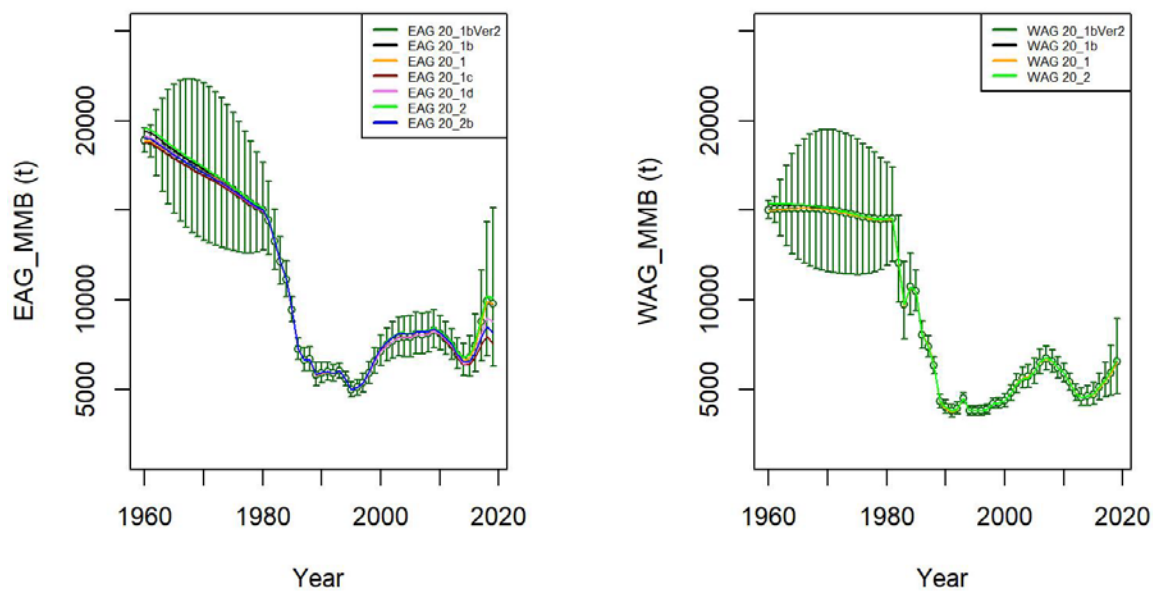 EAG_MMB (t)
20000
10000
5000
EAG 20_1bVer2
EAG 20_1b
EAG 20_1
EAG 20_1c
EAG 20_1d
EAG 20_2
EAG 20_2b
1960
1980
2000
2020
Year
WAG_MMB (t)
20000
10000
5000
WAG 20_1bVer2
WAG 20_1b
WAG 20_1
WAG 20_2
1960
1980
2000
2020
Year